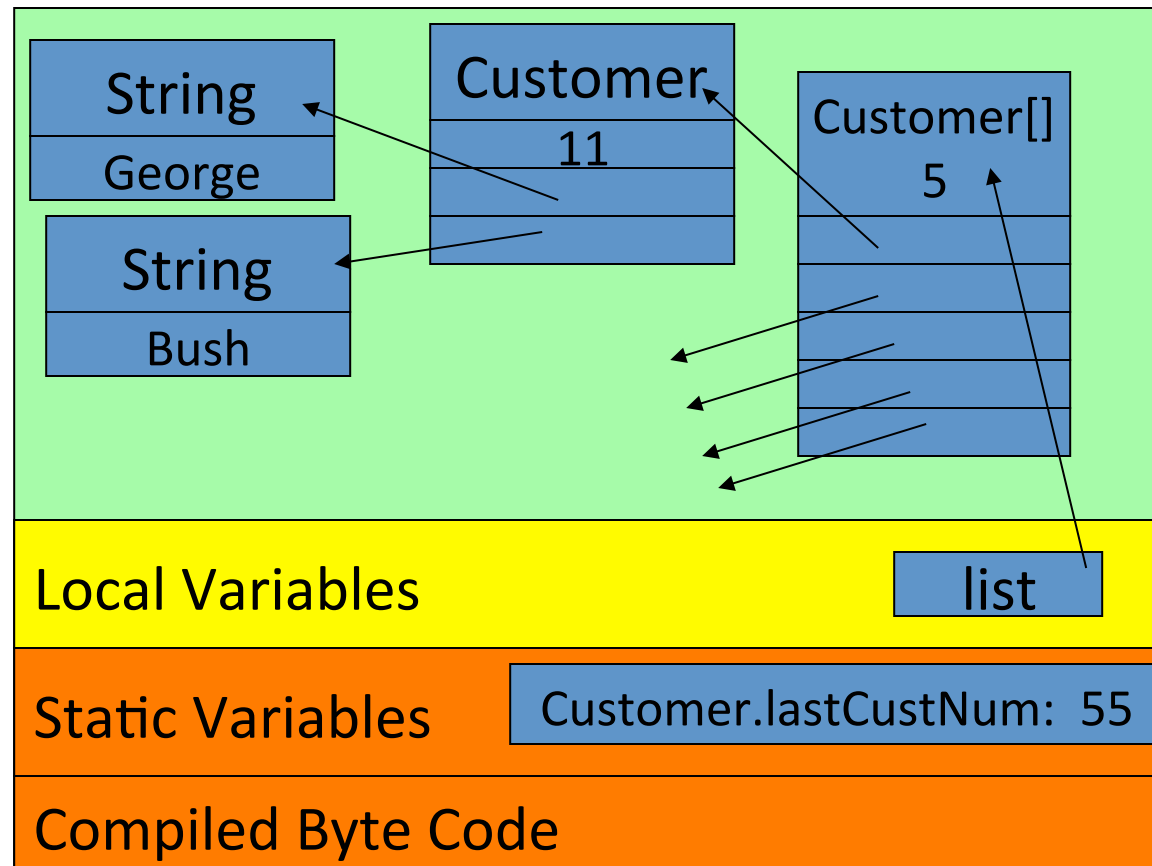 String
George
String
Bush
Customer
11
Customer[]
5
Local Variables
list
Static Variables
Customer.lastCustNum: 55
Compiled Byte Code